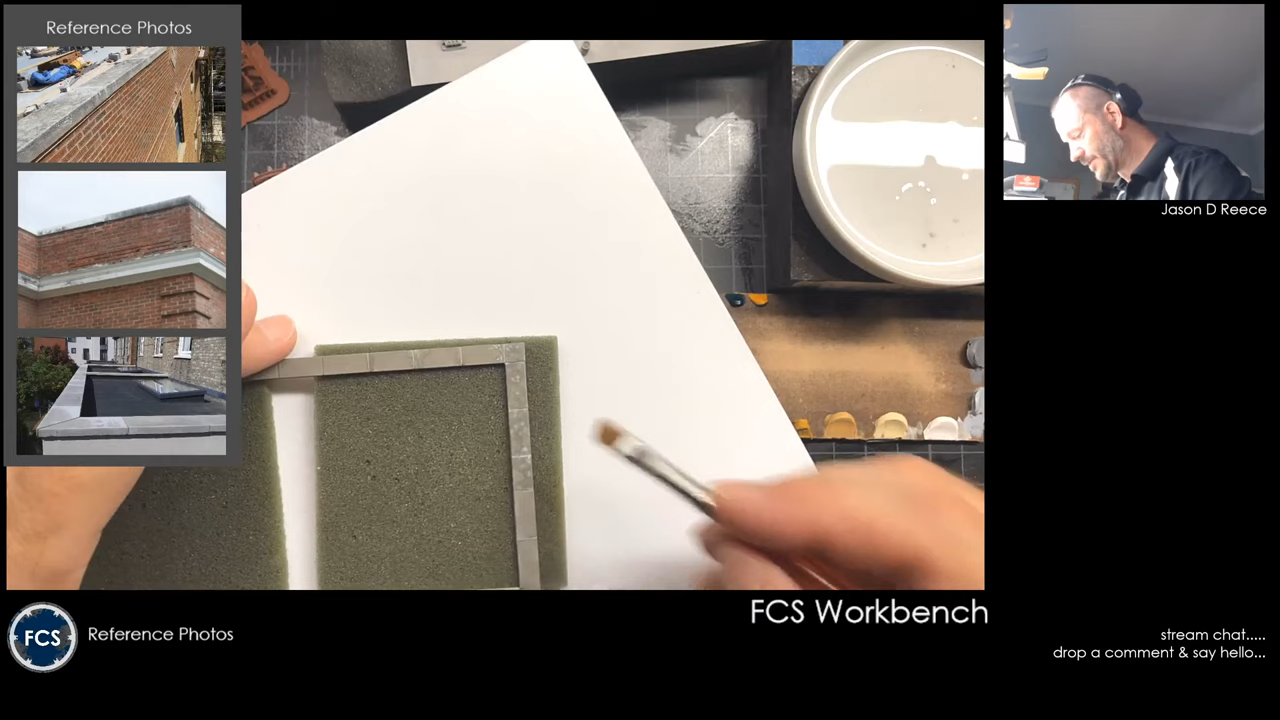 Reference Photos
Jason D Reece
FCS Workbench
FCS
Reference Photos
stream chat.....
drop a comment & say hello...